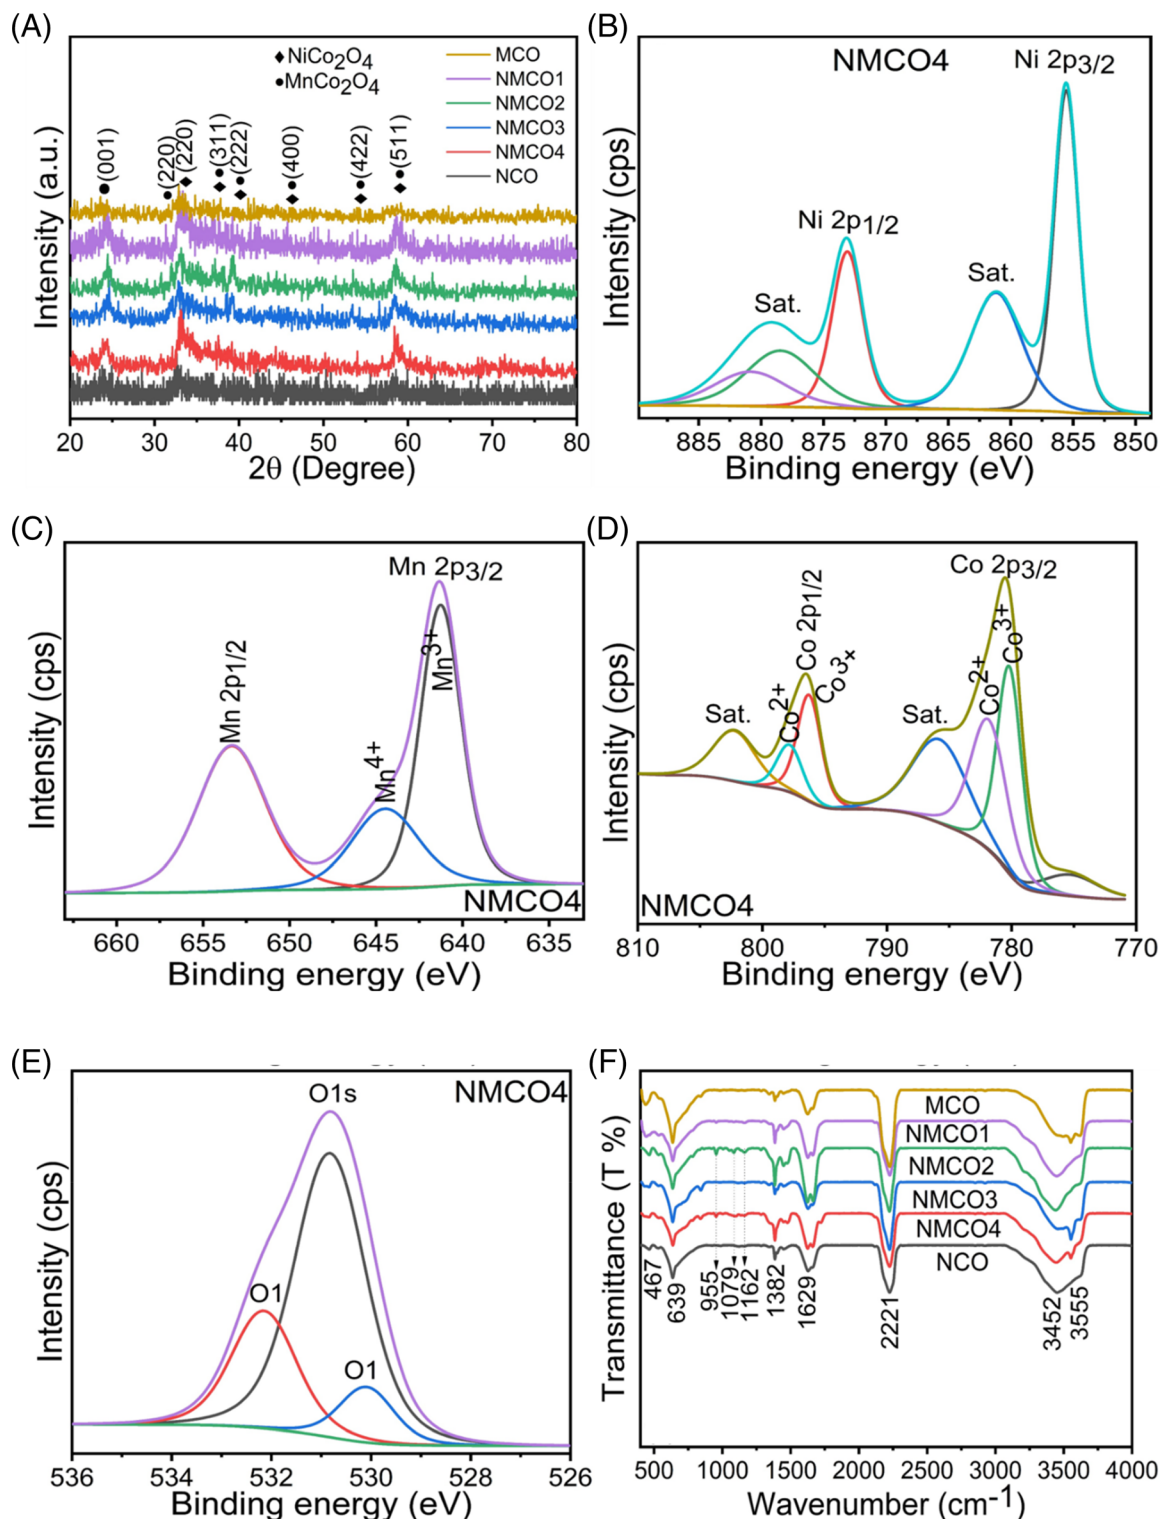 (A)
◆NiCo2O4
●MnCo2O4
MCO
NMCO1
NMCO2
NMCO3
NMCO4
NCO
●(001)
●(220)
◆(220)
(311)
(222)
(400)
(422)
(511)
Intensity (a.u.)
20 30 40 50 60 70 80
2θ (Degree)
(B)
NMCO4
Ni 2p3/2
Ni 2p1/2
Sat.
Sat.
Intensity (cps)
885 880 875 870 865 860 855 850
Binding energy (eV)
(C)
Mn 2p3/2
Mn 2p1/2
Mn4+
Mn3+
NMCO4
Intensity (cps)
660 655 650 645 640 635
Binding energy (eV)
(D)
Co 2p3/2
Co 2p1/2
Co3+
Co2+
Co3x
Co2+
Sat.
Sat.
NMCO4
Intensity (cps)
810 800 790 780 770
Binding energy (eV)
(E)
NMCO4
O1s
O1
O1
Intensity (cps)
536 534 532 530 528 526
Binding energy (eV)
(F)
MCO
NMCO1
NMCO2
NMCO3
NMCO4
NCO
467 639 955 1079 1162 1382 1629 2221 3452 3555
Transmittance (T %)
500 1000 1500 2000 2500 3000 3500 4000
Wavenumber (cm-1)